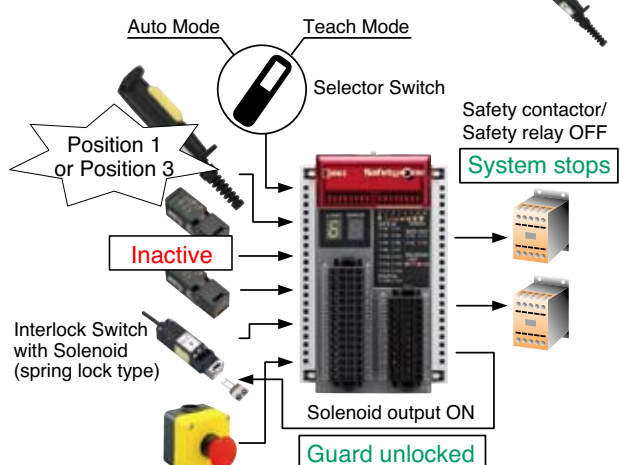 Auto Mode
Teach Mode
Selector Switch
Safety contactor/
Safety relay OFF
System stops
Position 1
or Position 3
Inactive
Interlock Switch
with Solenoid
(spring lock type)
Solenoid output ON
Guard unlocked